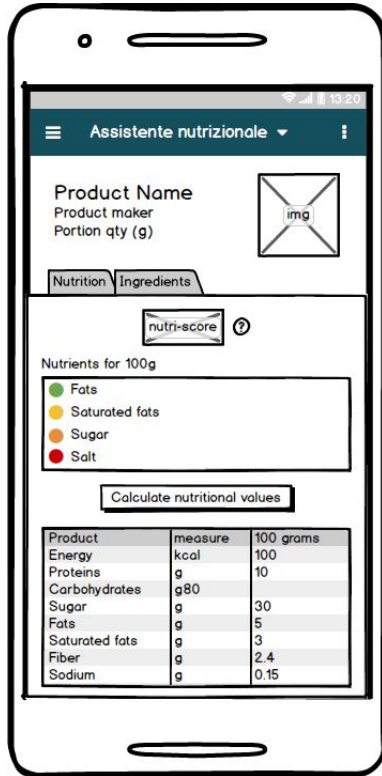 13:20
Assistente nutrizionale
Product Name
Product maker
Portion qty (g)
img
Nutrition Ingredients
nutri-score ?
Nutrients for 100g
Fats
Saturated fats
Sugar
Salt
Calculate nutritional values
Product measure 100 grams
Energy kcal 100
Proteins g 10
Carbohydrates g80
Sugar g 30
Fats g 5
Saturated fats g 3
Fiber g 2.4
Sodium g 0.15